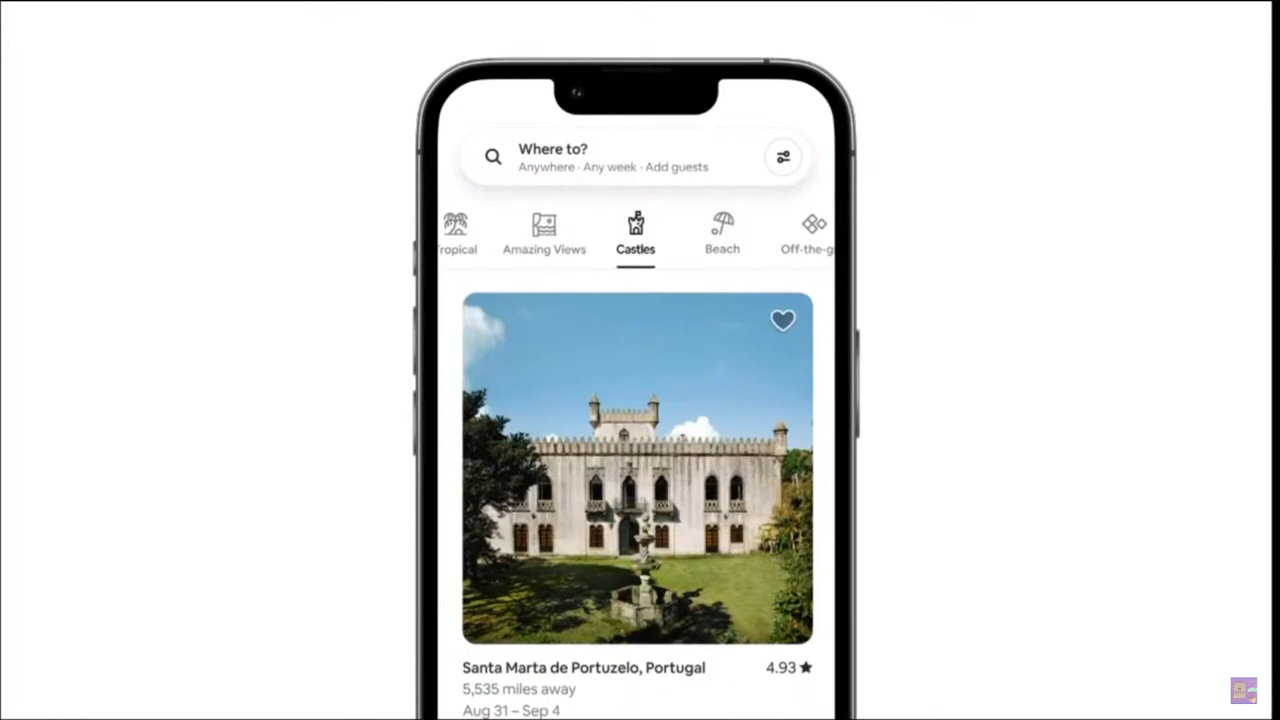 Where to?
Anywhere · Any week · Add guests
ropical
Amazing Views
Castles
Beach
Off-the-g
Santa Marta de Portuzelo, Portugal
4.93 ★
5,535 miles away
Aug 31 – Sep 4